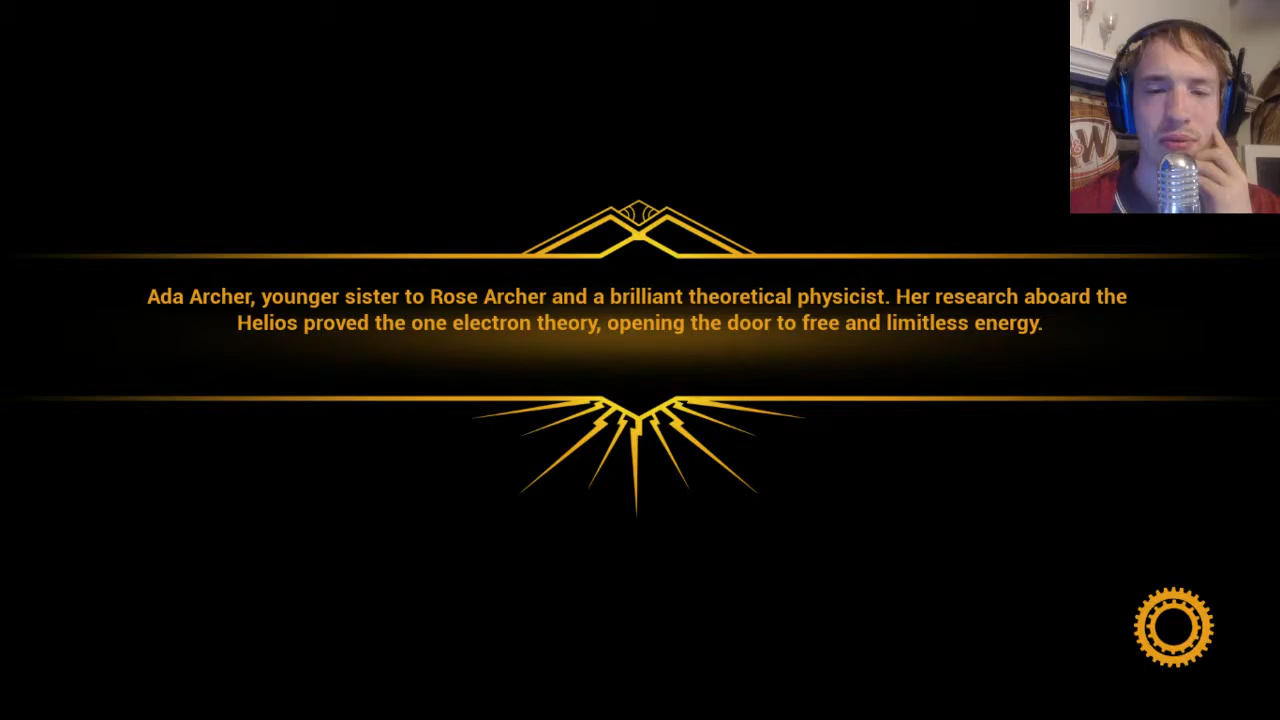 Ada Archer, younger sister to Rose Archer and a brilliant theoretical physicist. Her research aboard the
Helios proved the one electron theory, opening the door to free and limitless energy.
&W